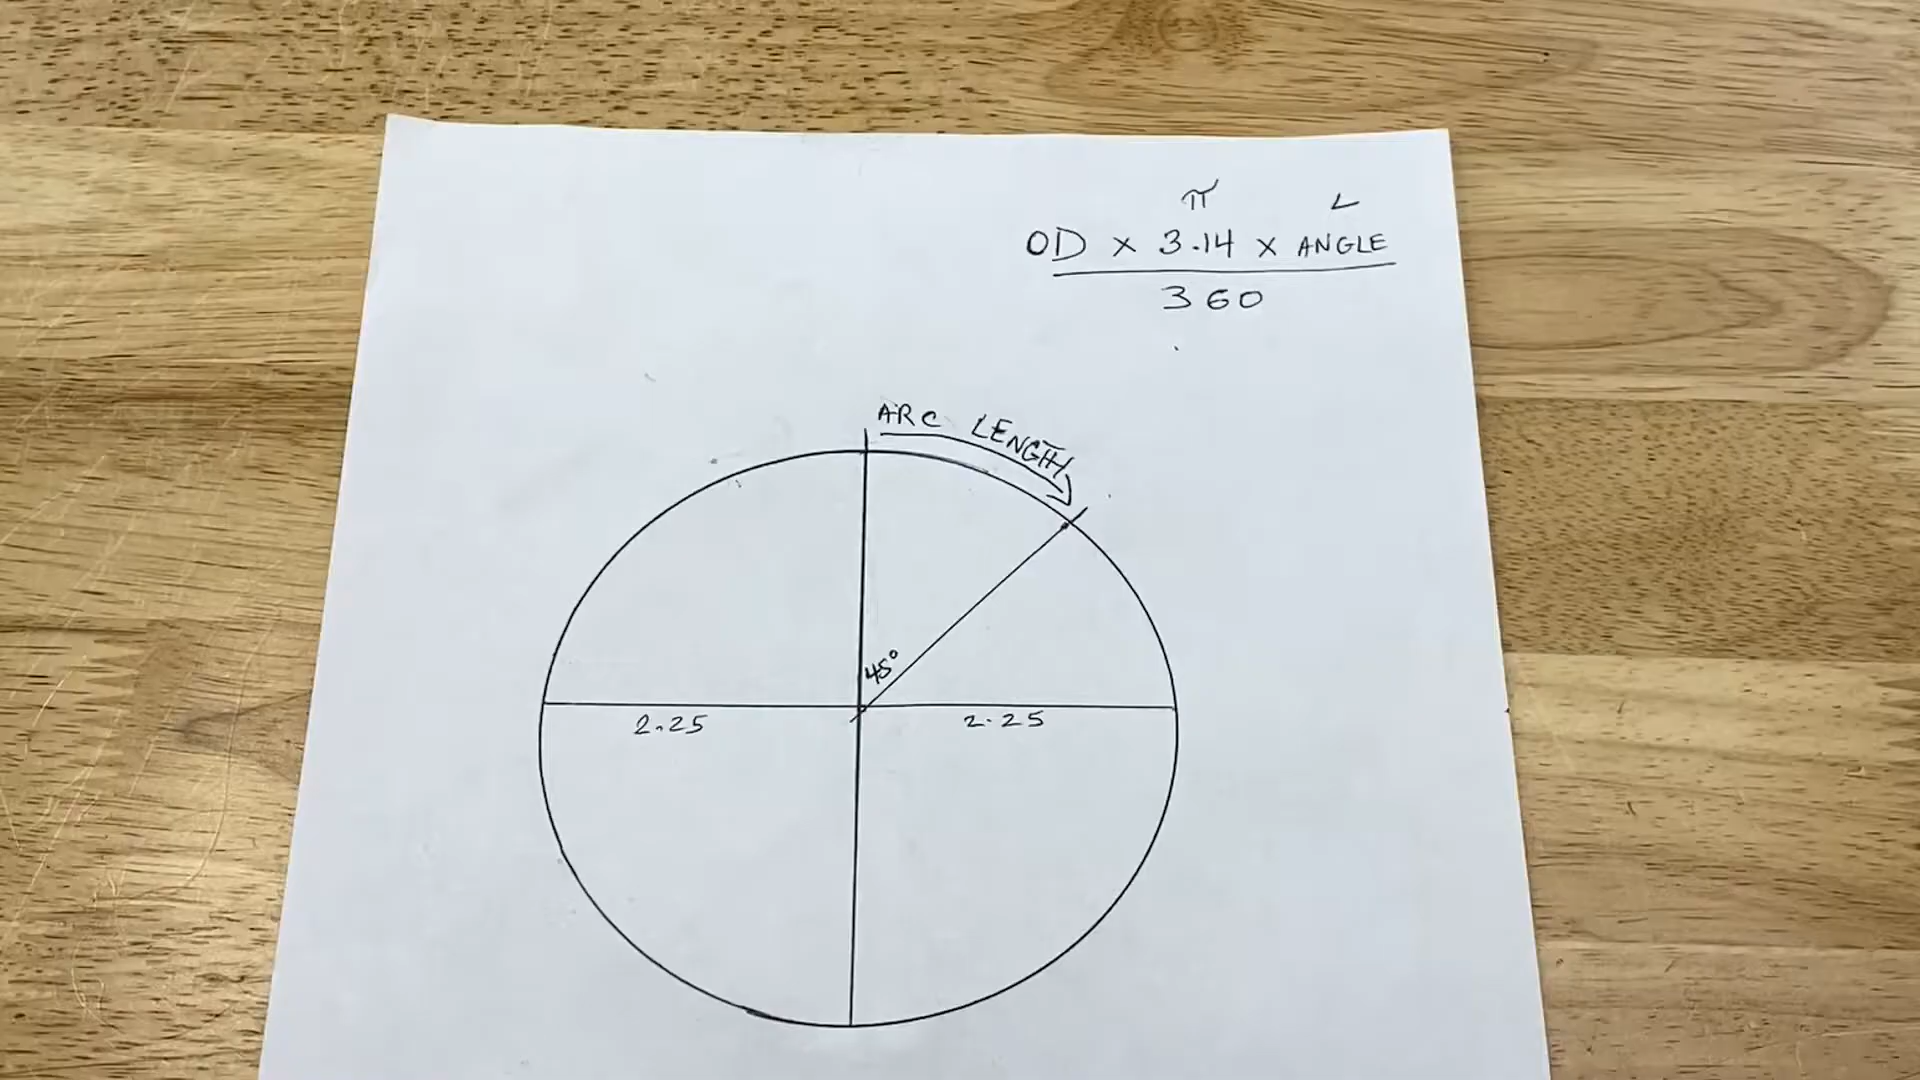 π ∠
OD x 3.14 x ANGLE
360
ARC LENGTH
45°
2.25 2.25